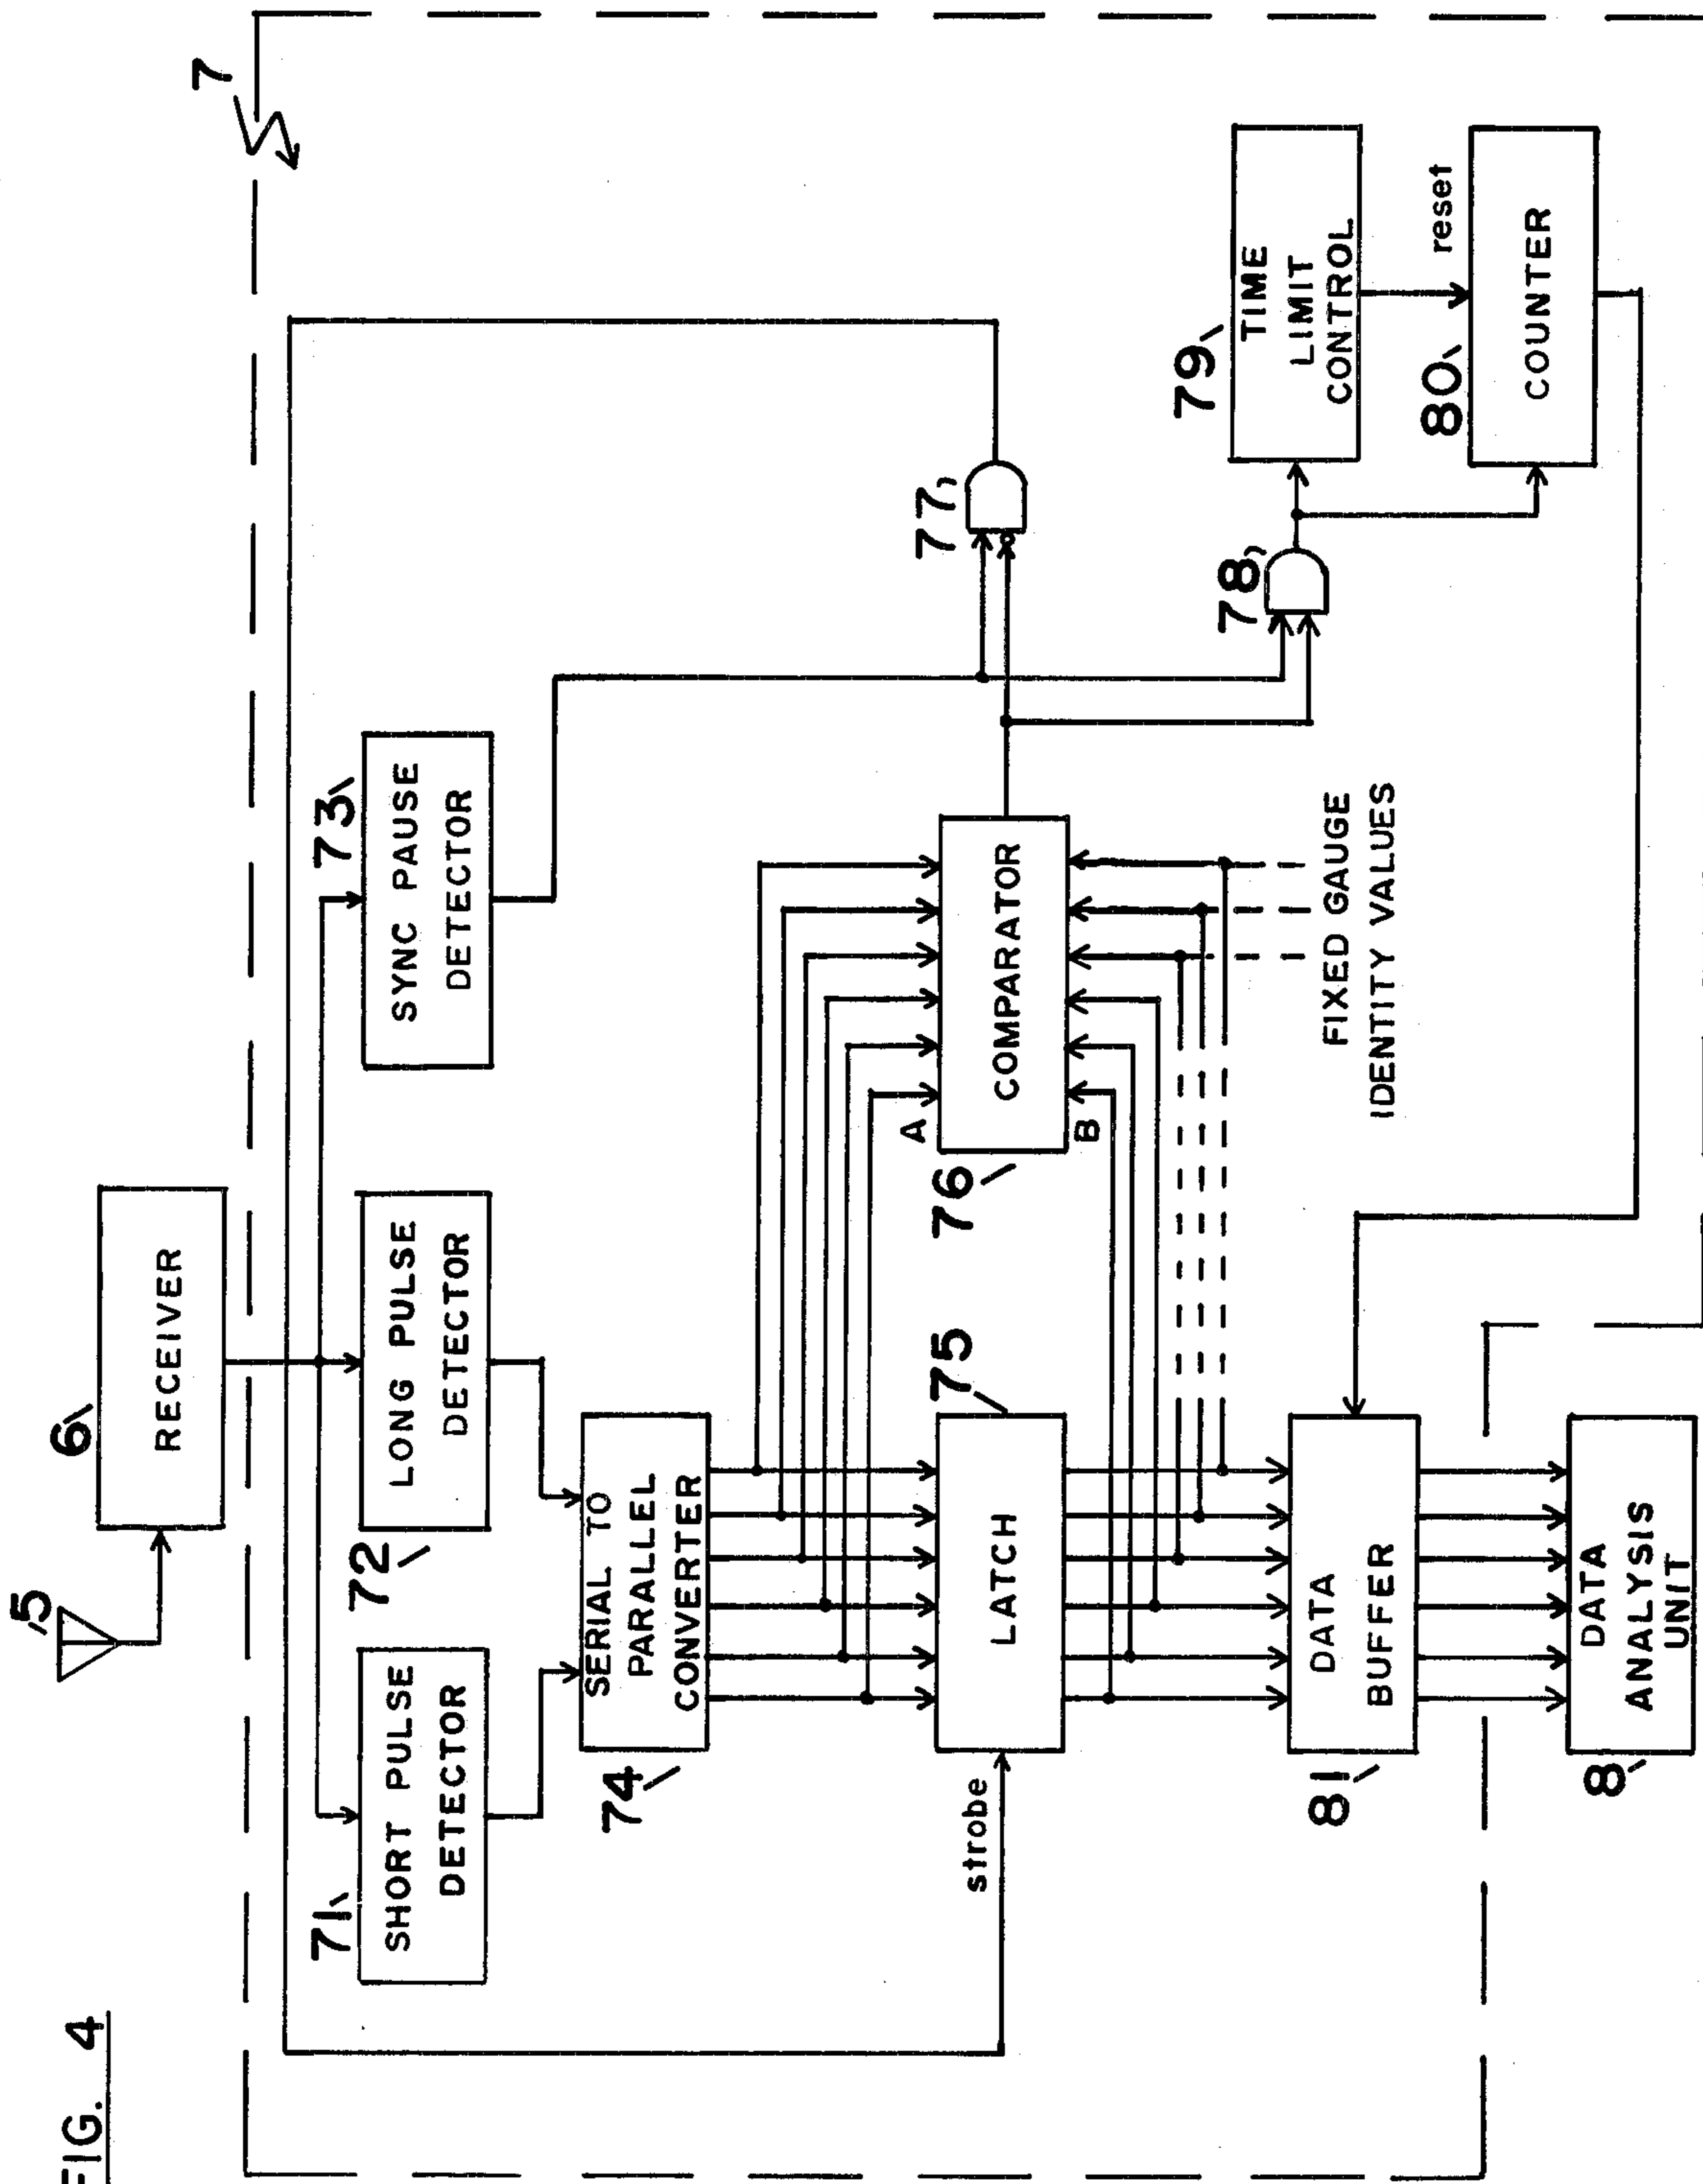 FIG. 4
5
6
RECEIVER
7
71
SHORT PULSE
DETECTOR
72
LONG PULSE
DETECTOR
73
SYNC PAUSE
DETECTOR
74
SERIAL TO
PARALLEL
CONVERTER
strobe
75
LATCH
76
A
COMPARATOR
B
77
78
FIXED GAUGE
IDENTITY VALUES
79
TIME
LIMIT
CONTROL
reset
80
COUNTER
81
DATA
BUFFER
8
DATA
ANALYSIS
UNIT